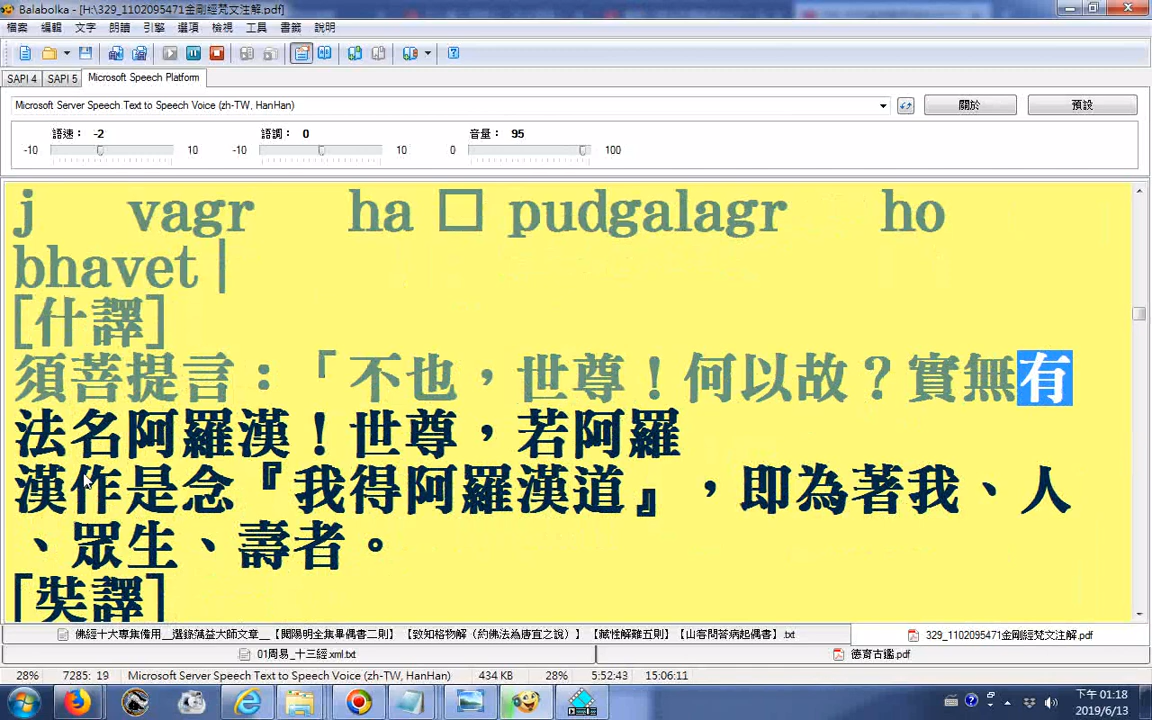 Balabolka - [H:\329_1102095471金剛經梵文注解.pdf]
檔案 編輯 文字 朗讀 引擎 選項 檢視 工具 書籤 說明
SAPI 4 SAPI 5 Microsoft Speech Platform
Microsoft Server Speech Text to Speech Voice (zh-TW, HanHan) 關於 預設
語速： -2 語調： 0 音量： 95
-10 10 -10 10 0 100
j vagr ha □ pudgalagr ho
bhavet |
[什譯]
須菩提言：「不也，世尊！何以故？實無有
法名阿羅漢！世尊，若阿羅
漢作是念『我得阿羅漢道』，即為著我、人
、眾生、壽者。
[奘譯]
佛經十大專集備用__選錄蕅益大師文章__【閱陽明全集畢偶書二則】【致知格物解（約佛法為唐宜之說）】【藏性解難五則】【山客問答病起偶書】.txt 329_1102095471金剛經梵文注解.pdf
01周易_十三經.xml.txt 德育古鑑.pdf
28% 7285: 19 Microsoft Server Speech Text to Speech Voice (zh-TW, HanHan) 434 KB 28% 5:52:43 15:06:11
下午 01:18
2019/6/13